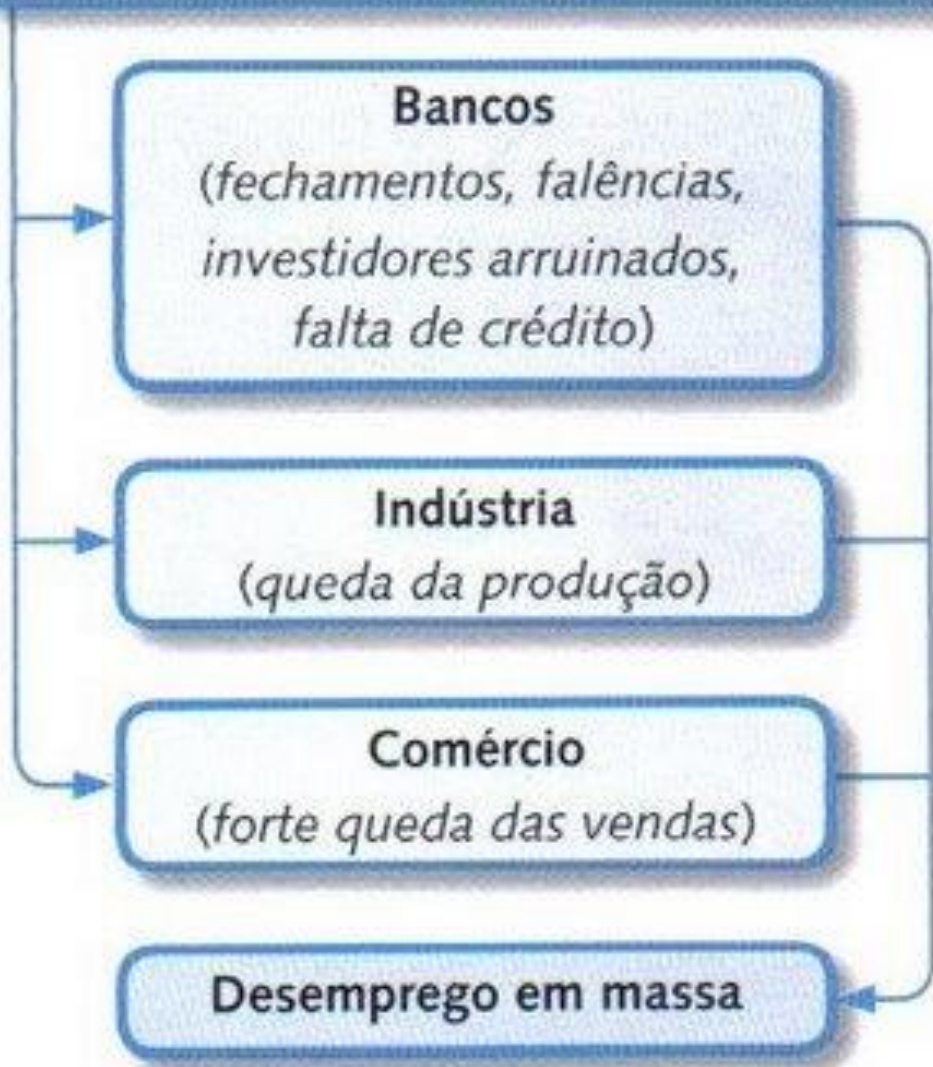 Bancos
(fechamentos, falências,
investidores arruinados,
falta de crédito)
Indústria
(queda da produção)
Comércio
(forte queda das vendas)
Desemprego em massa